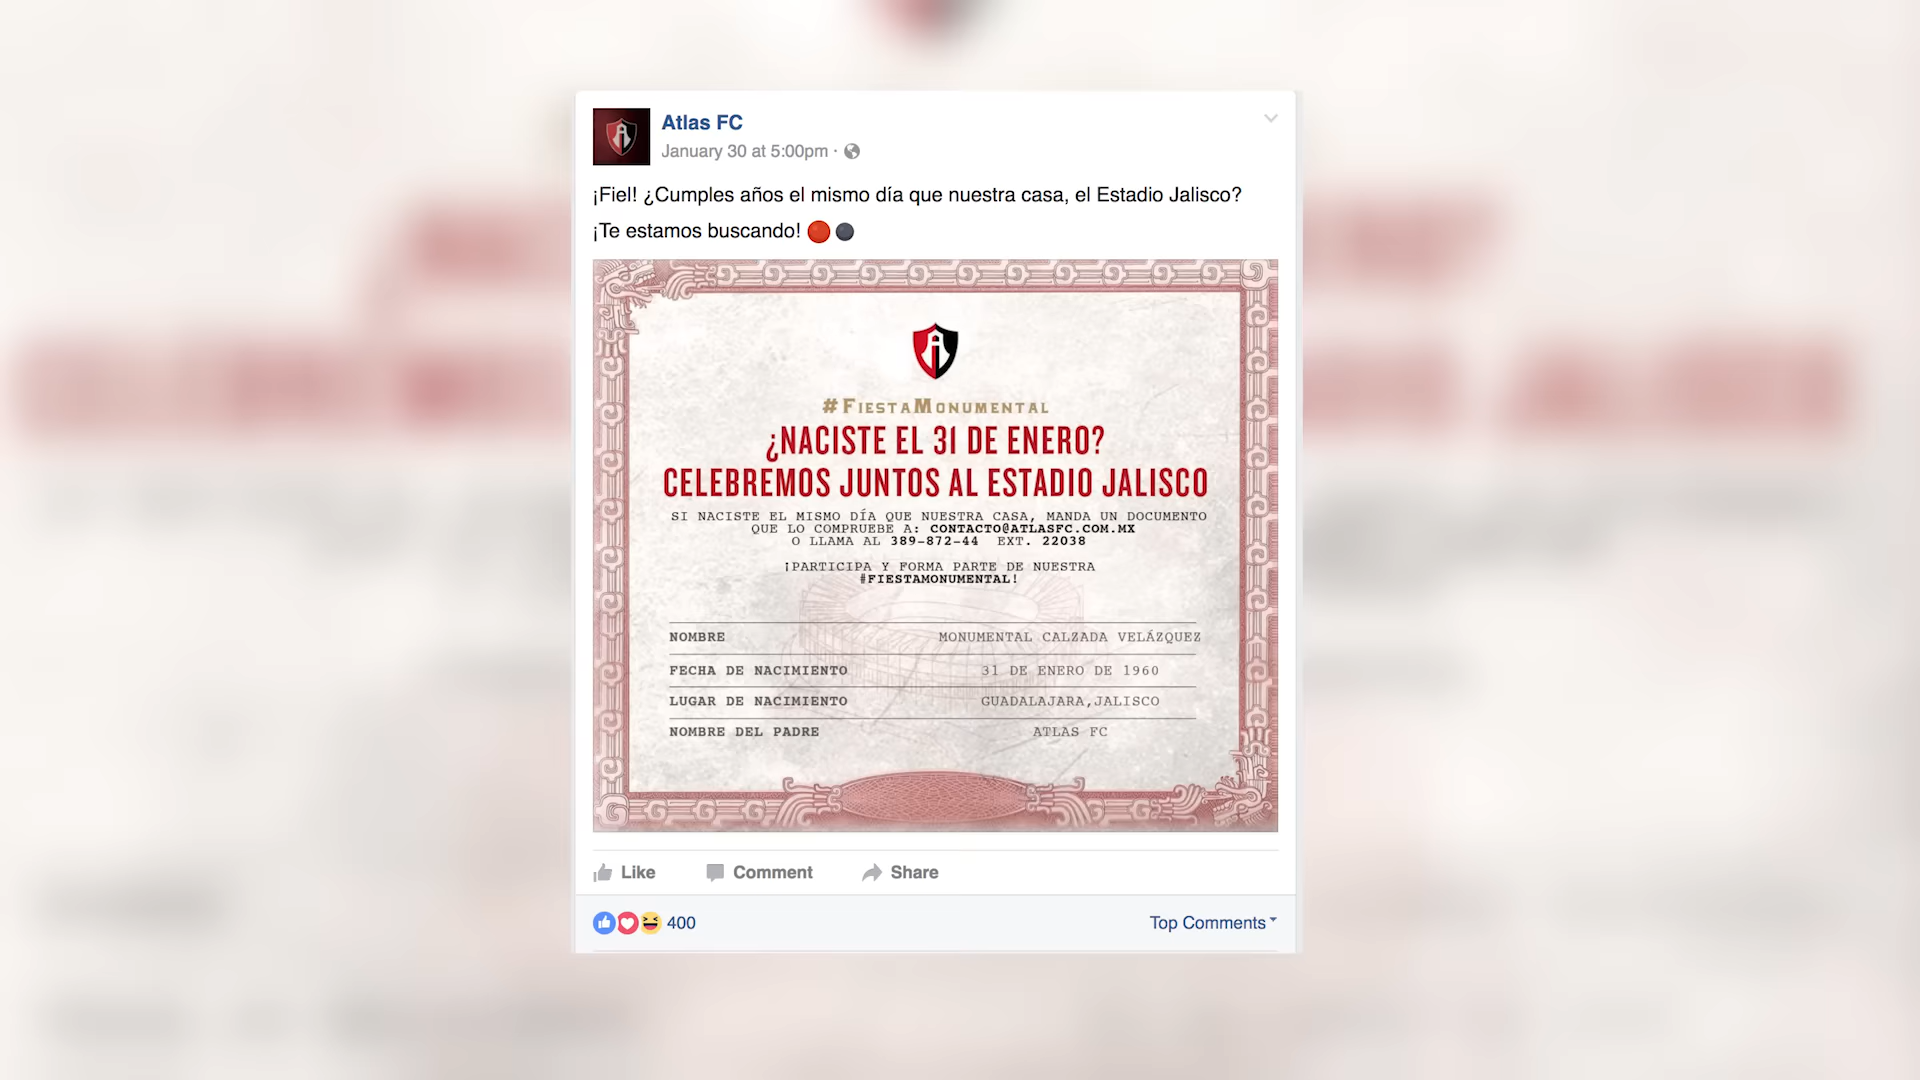 Atlas FC
January 30 at 5:00pm ·
¡Fiel! ¿Cumples años el mismo día que nuestra casa, el Estadio Jalisco?
¡Te estamos buscando!
#FIESTAMONUMENTAL
¿NACISTE EL 31 DE ENERO?
CELEBREMOS JUNTOS AL ESTADIO JALISCO
SI NACISTE EL MISMO DÍA QUE NUESTRA CASA, MANDA UN DOCUMENTO
QUE LO COMPRUEBE A: CONTACTO@ATLASFC.COM.MX
O LLAMA AL 389-872-44 EXT. 22038
¡PARTICIPA Y FORMA PARTE DE NUESTRA
#FIESTAMONUMENTAL!
NOMBRE MONUMENTAL CALZADA VELÁZQUEZ
FECHA DE NACIMIENTO 31 DE ENERO DE 1960
LUGAR DE NACIMIENTO GUADALAJARA,JALISCO
NOMBRE DEL PADRE ATLAS FC
Like Comment Share
400 Top Comments